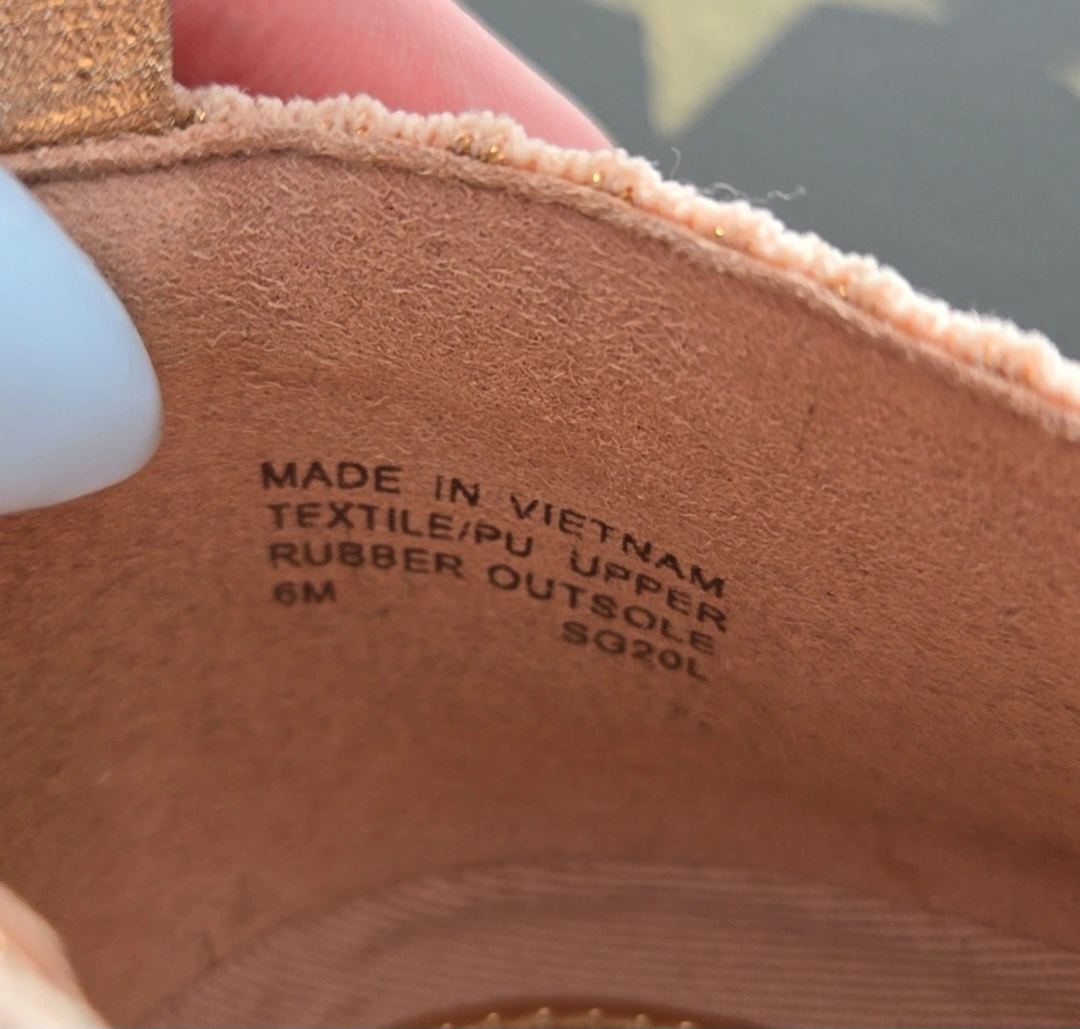 MADE IN VIETNAM
TEXTILE/PU UPPER
RUBBER OUTSOLE
6M
SG20L